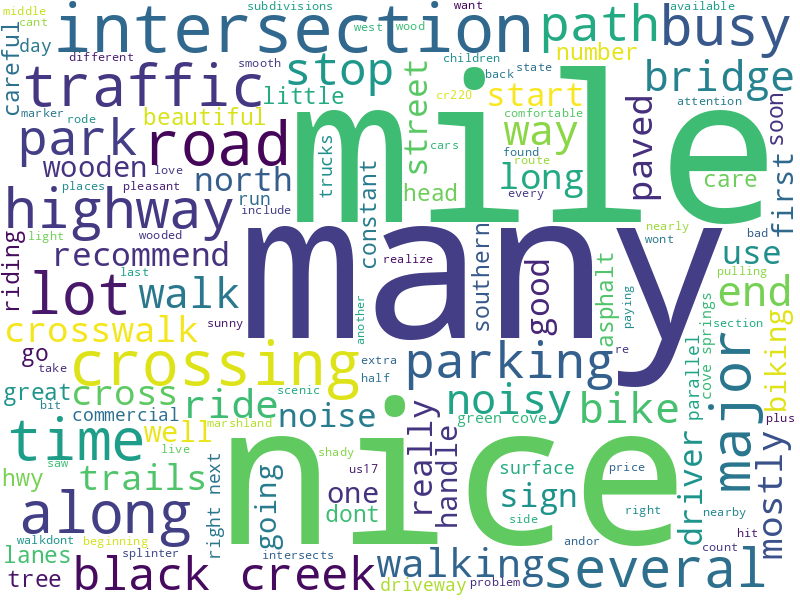 middle
cant
subdivisions
want
available
intersection
path
busy
careful
day
west
wood
different
smooth
children
number
marker
rode
traffic
stop
back
state
bridge
beautiful
little
street
mile
cr220
start
attention
comfortable
park
road
cars
way
paved
first
soon
trucks
found
route
wooden
love
north
constant
long
care
places
pleasant
run
head
every
highway
include
many
southern
nearly
bad
light
wooded
recommend
realize
good
wont
use
riding
last
asphalt
paying
pulling
lot
walk
end
another
cove springs
crosswalk
sunny
section
go
take
crossing
re
parallel
major
extra
parking
biking
great
cross
half
bit
commercial
ride
scenic
nice
noisy
bike
plus
time
well
marshland
noise
really
handle
green cove
driver
mostly
saw
live
shady
hwy
trails
right next
going
us17
surface
price
one
sign
side
right
nearby
along
dont
walkdont
beginning
andor
count
hit
lanes
splinter
intersects
walking
several
tree
black creek
driveway
problem